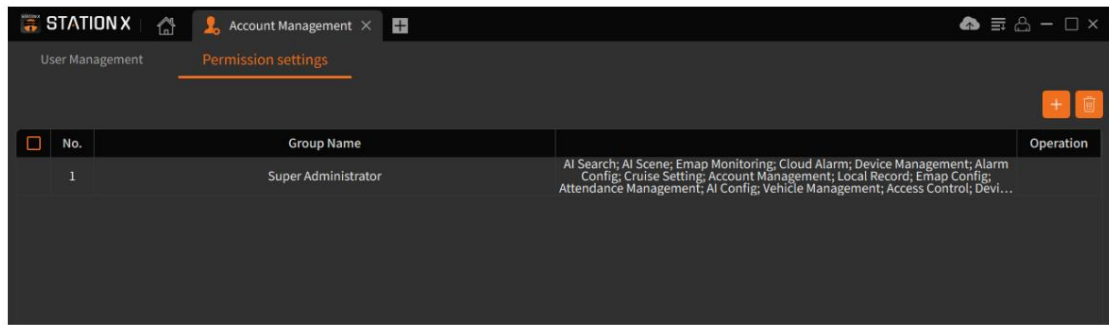 STATION X
Account Management
User Management
Permission settings
No.
Group Name
Operation
1
Super Administrator
AI Search; AI Scene; Emap Monitoring; Cloud Alarm; Device Management; Alarm
Config; Cruise Setting; Account Management; Local Record; Emap Config;
Attendance Management; AI Config; Vehicle Management; Access Control; Devi...